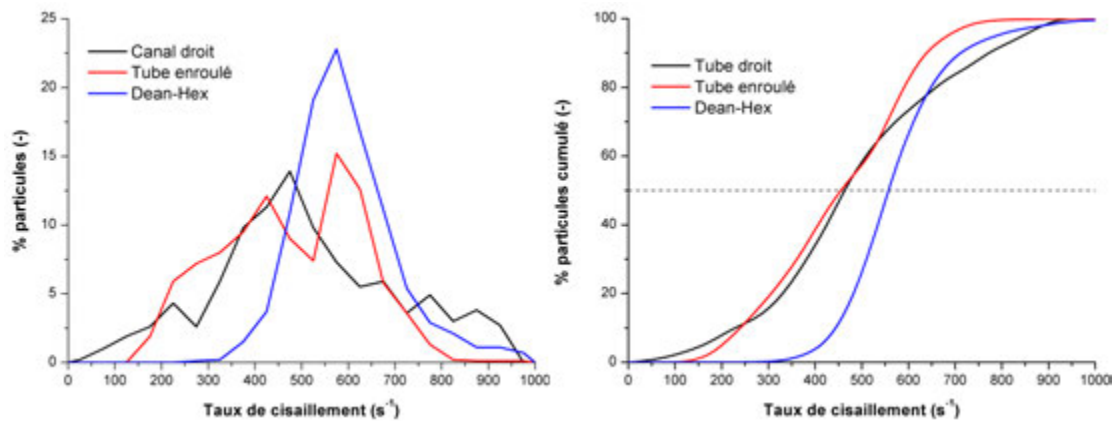 25
20
15
10
5
0
% particules (-)
Canal droit
Tube enroulé
Dean-Hex
0 100 200 300 400 500 600 700 800 900 1000
Taux de cisaillement (s⁻¹)
100
80
60
40
20
0
% particules cumulé (-)
Tube droit
Tube enroulé
Dean-Hex
0 100 200 300 400 500 600 700 800 900 1000
Taux de cisaillement (s⁻¹)